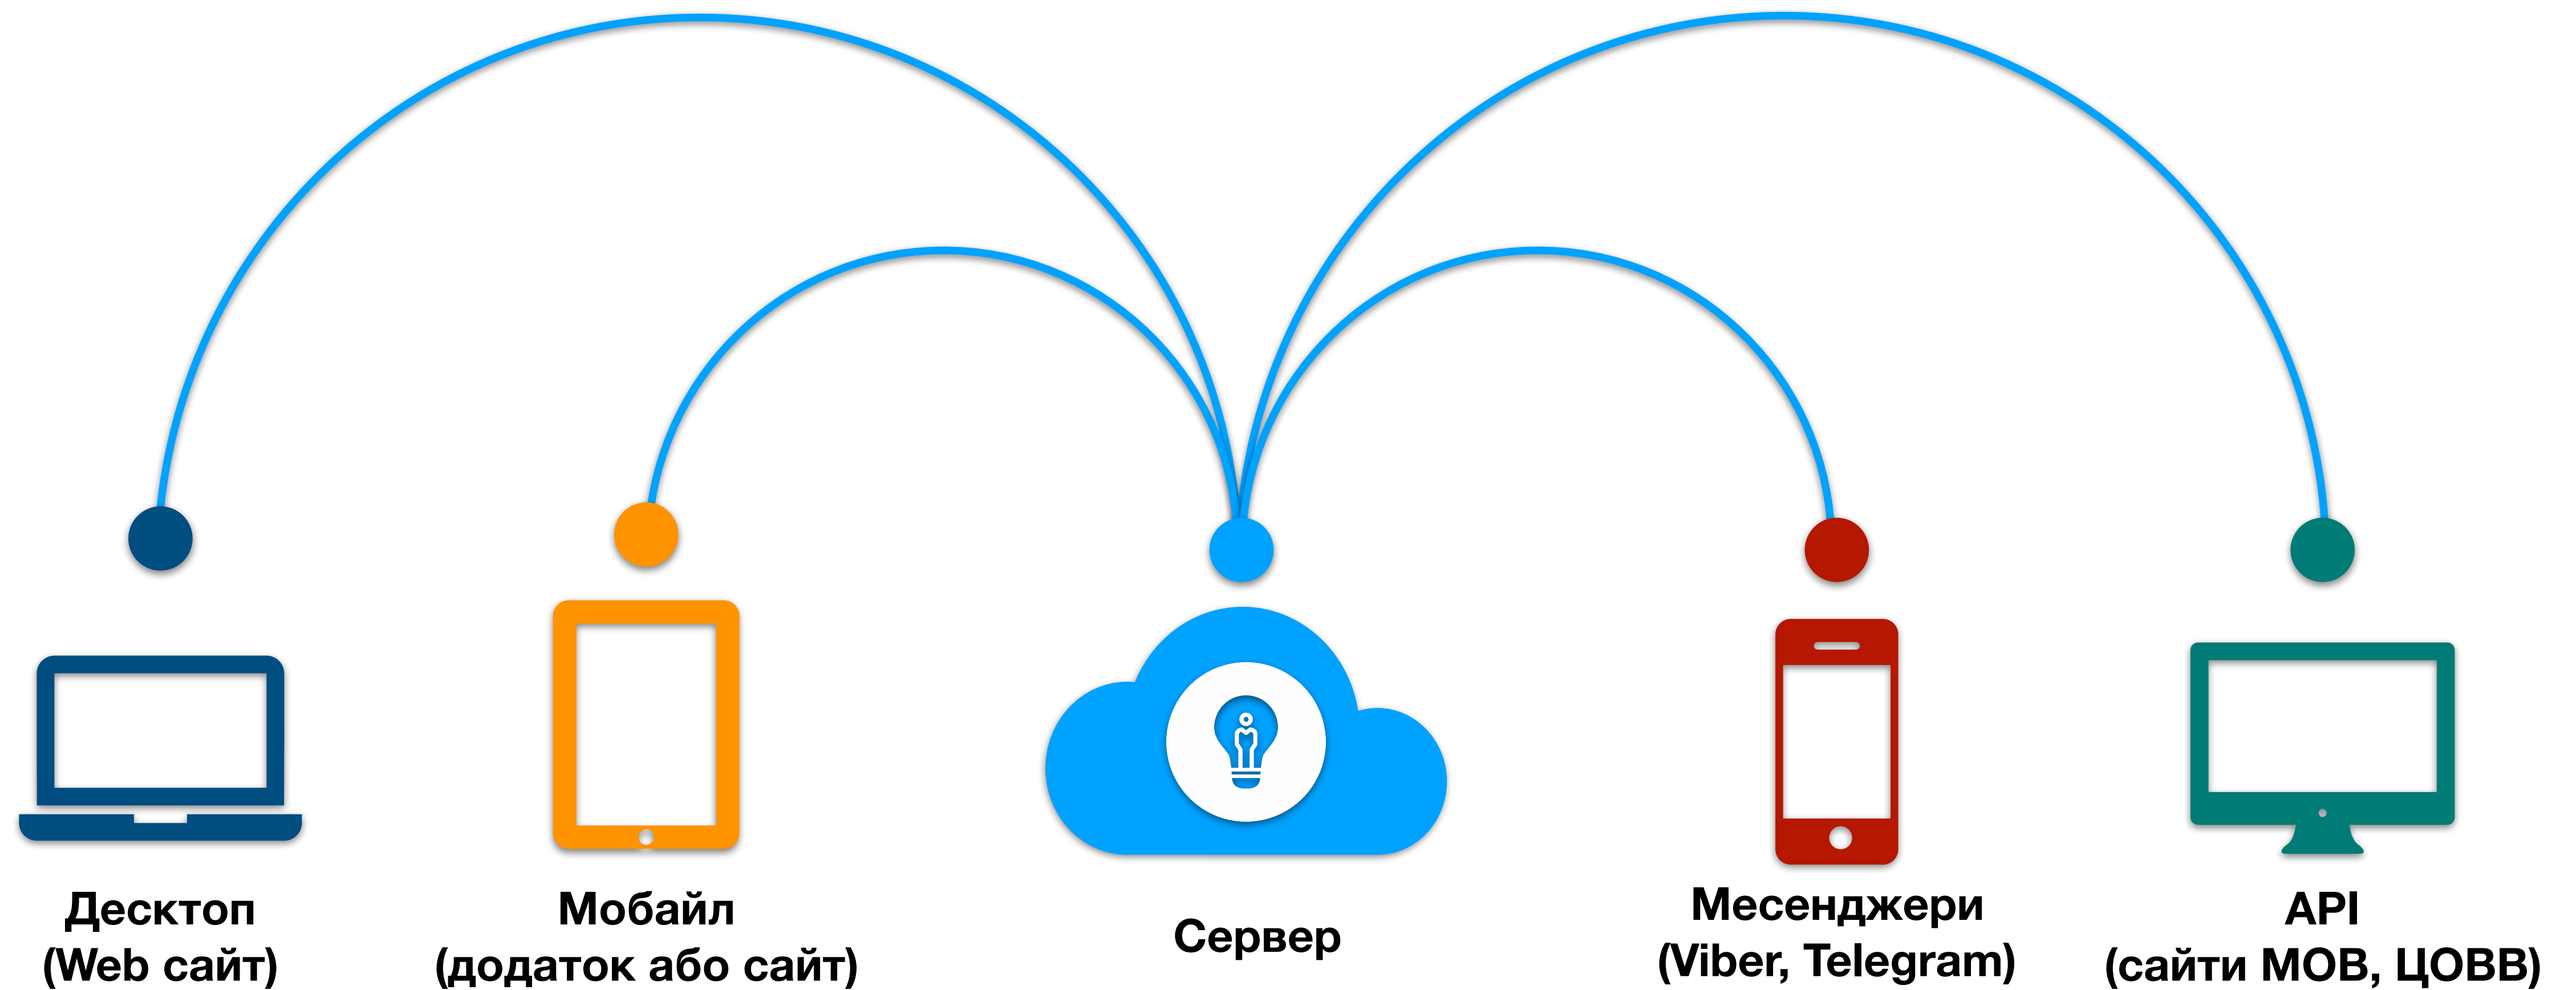 Десктоп
(Web сайт)
Мобайл
(додаток або сайт)
Сервер
Месенджери
(Viber, Telegram)
API
(сайти МОВ, ЦОВВ)